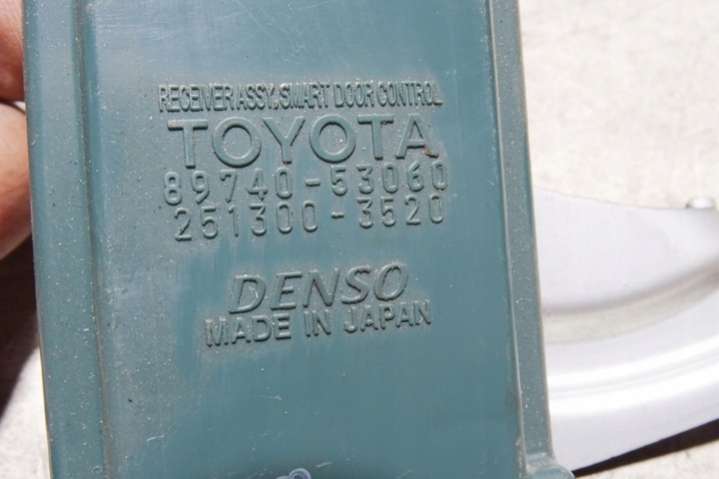 RECEIVER ASSY, SMART DOOR CONTROL
TOYOTA
89740-53060
251300-3520
DENSO
MADE IN JAPAN